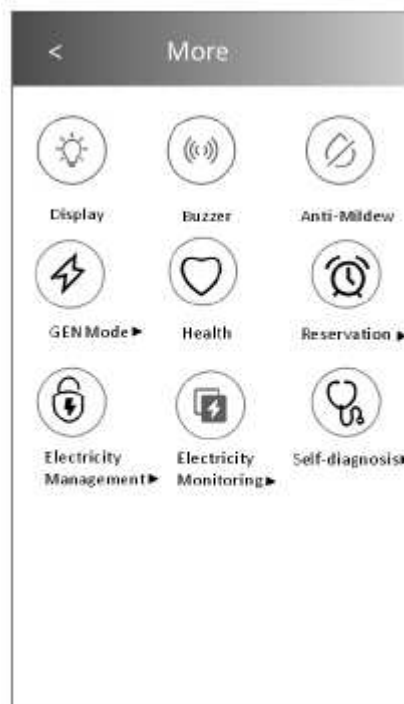 < More
Display Buzzer Anti-Mildew
GEN Mode ▶ Health Reservation ▶
Electricity Electricity Self-diagnosis▶
Management▶ Monitoring▶